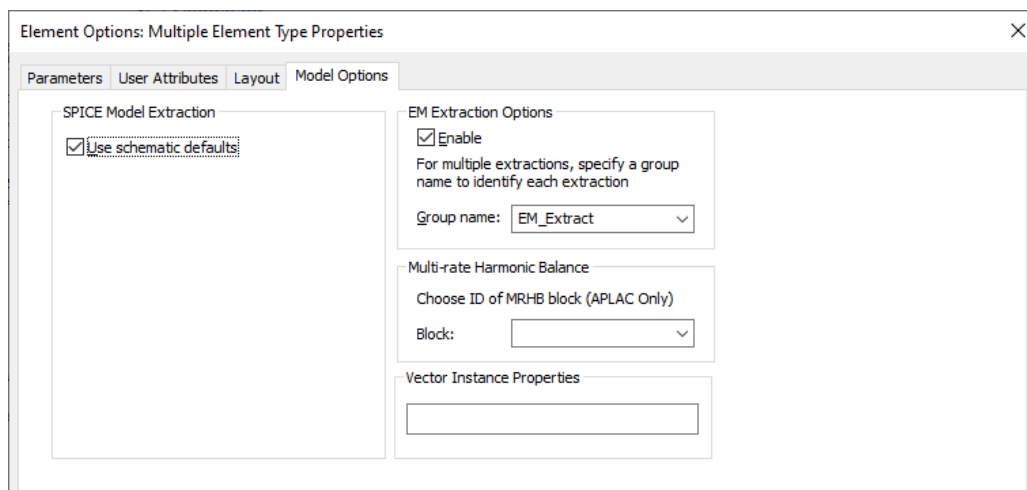 Element Options: Multiple Element Type Properties
Parameters User Attributes Layout Model Options
SPICE Model Extraction
Use schematic defaults
EM Extraction Options
Enable
For multiple extractions, specify a group
name to identify each extraction
Group name: EM_Extract
Multi-rate Harmonic Balance
Choose ID of MRHB block (APLAC Only)
Block:
Vector Instance Properties